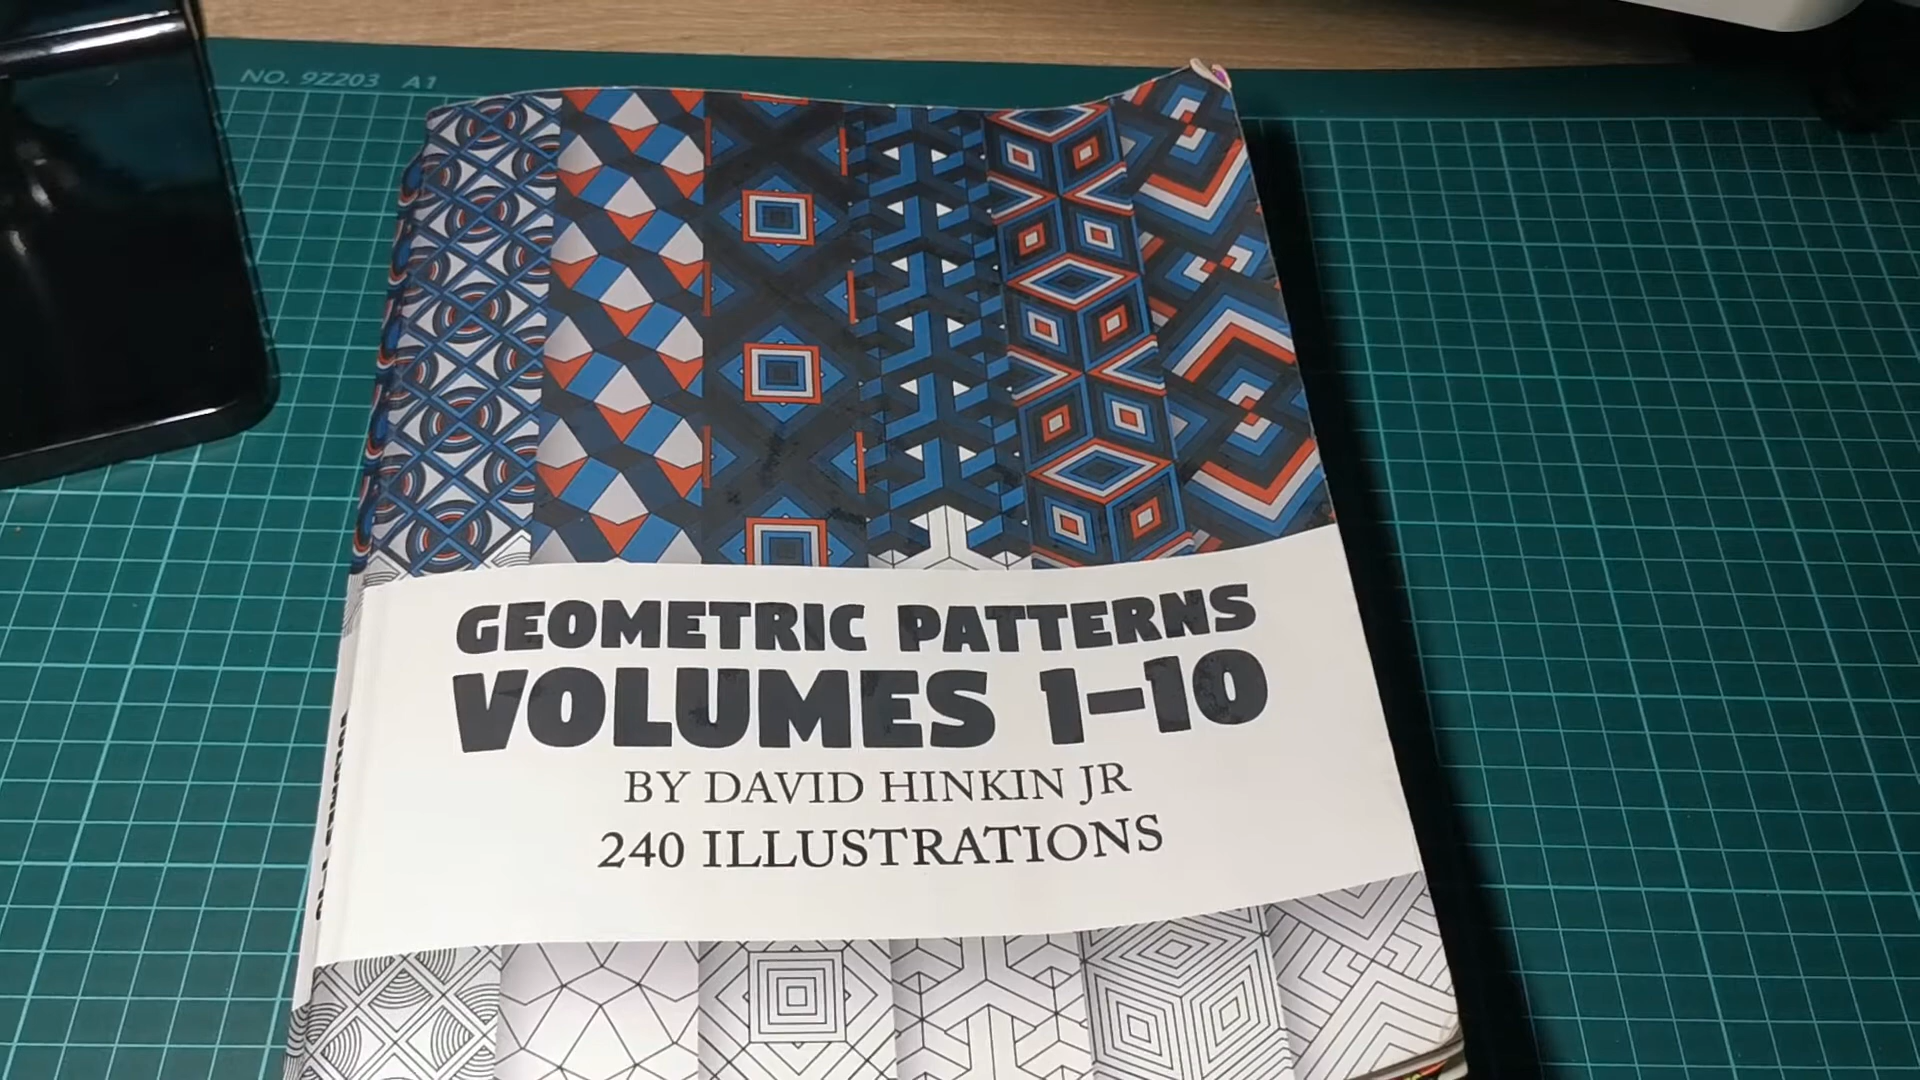 NO. 9Z203 A1
GEOMETRIC PATTERNS
VOLUMES 1-10
BY DAVID HINKIN JR
240 ILLUSTRATIONS